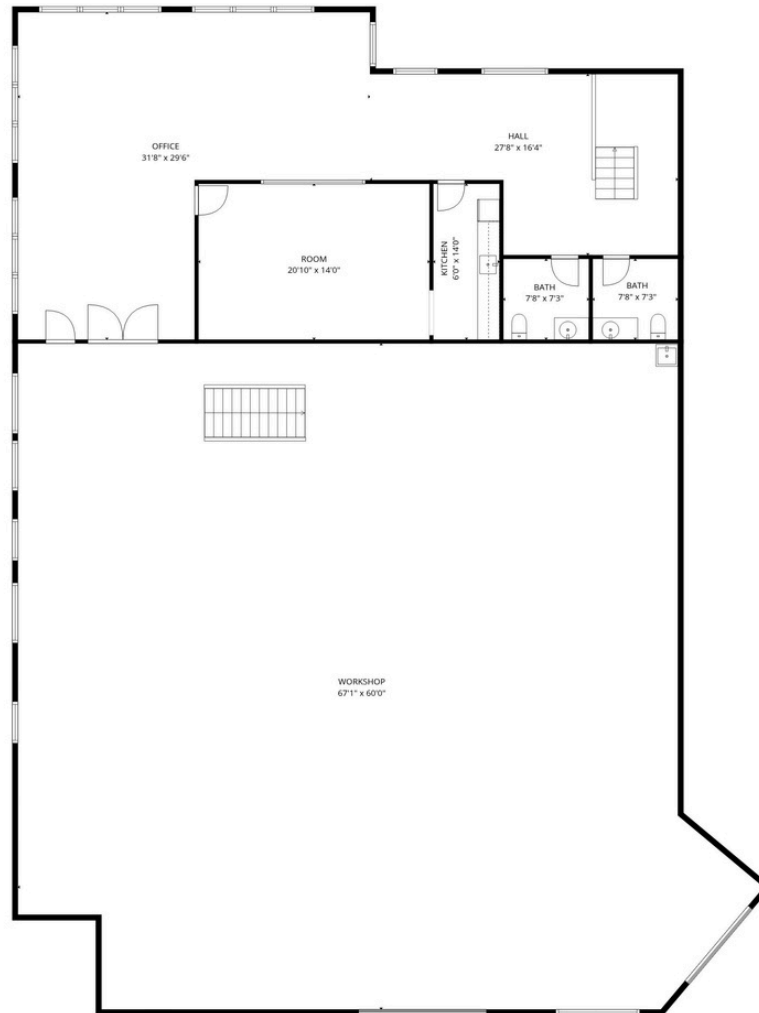 OFFICE
31'8" x 29'6"
HALL
27'8" x 16'4"
ROOM
20'10" x 14'0"
KITCHEN
6'0" x 14'0"
BATH
7'8" x 7'3"
BATH
7'8" x 7'3"
WORKSHOP
67'1" x 60'0"